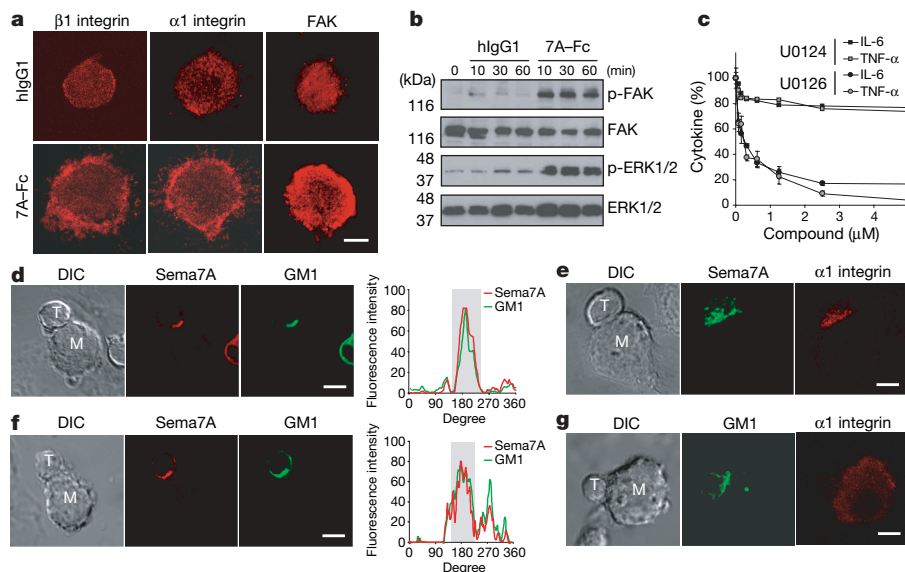 a
β1 integrin α1 integrin FAK
hIgG1
7A–Fc
b
hIgG1 7A–Fc
(kDa) 0 10 30 60 10 30 60 (min)
116 p-FAK
116 FAK
48
37 p-ERK1/2
48
37 ERK1/2
c
U0124 IL-6
TNF-α
U0126 IL-6
TNF-α
Cytokine (%)
120
100
80
60
40
20
0
0 1 2 3 4 5
Compound (μM)
d
DIC Sema7A GM1
T
M
Sema7A
GM1
Fluorescence intensity
100
80
60
40
20
0
0 90 180 270 360
Degree
e
DIC Sema7A α1 integrin
T
M
f
DIC Sema7A GM1
T
M
Sema7A
GM1
Fluorescence intensity
100
80
60
40
20
0
0 90 180 270 360
Degree
g
DIC GM1 α1 integrin
T
M